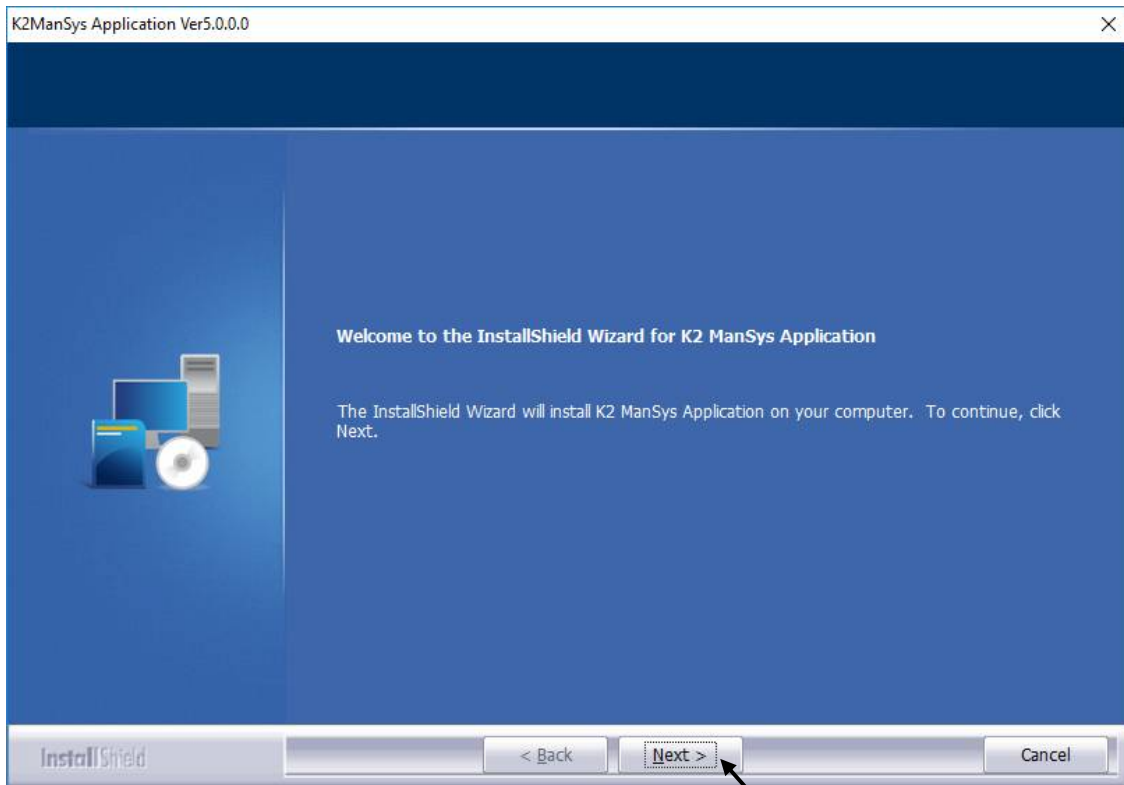 K2ManSys Application Ver5.0.0.0
Welcome to the InstallShield Wizard for K2 ManSys Application
The InstallShield Wizard will install K2 ManSys Application on your computer.  To continue, click
Next.
InstallShield
< Back
Next >
Cancel